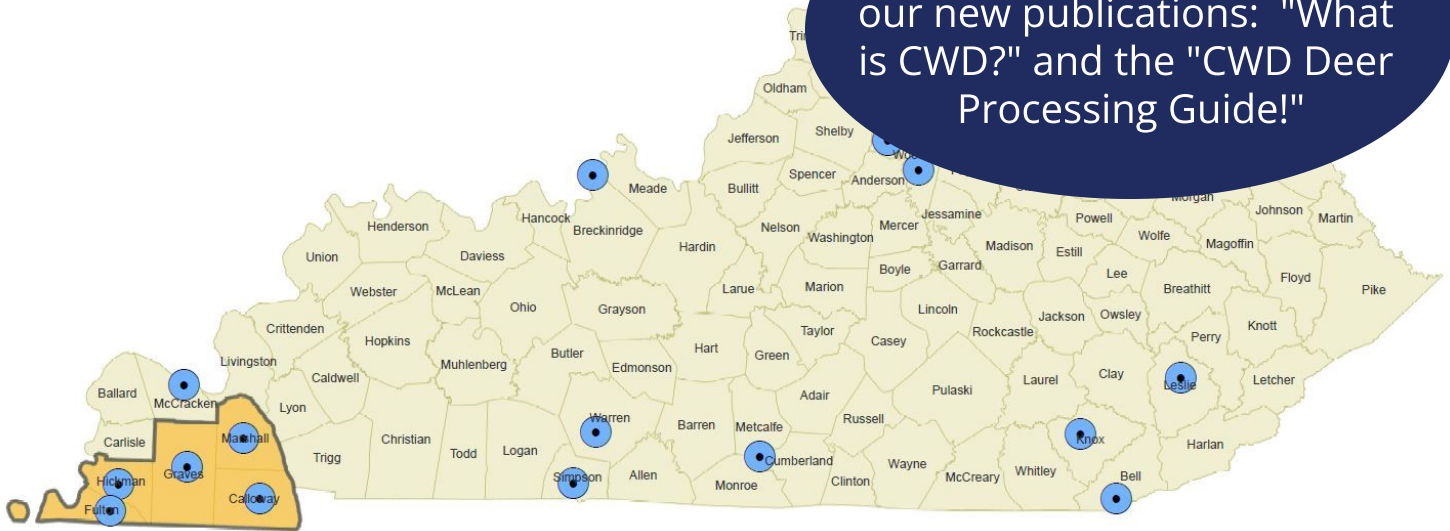 our new publications: "What
is CWD?" and the "CWD Deer
Processing Guide!"
Oldham
Jefferson
Shelby
Meade
Bullitt
Spencer
Anderson
Morgan
Hancock
Breckinridge
Henderson
Nelson
Washington
Mercer
Jessamine
Powell
Johnson
Martin
Union
Daviess
Hardin
Madison
Estill
Wolfe
Magoffin
Webster
McLean
Larue
Marion
Boyle
Garrard
Lee
Breathitt
Floyd
Pike
Ohio
Grayson
Lincoln
Jackson
Owsley
Crittenden
Hopkins
Taylor
Casey
Rockcastle
Perry
Knott
Livingston
Muhlenberg
Butler
Edmonson
Hart
Green
Caldwell
Adair
Pulaski
Laurel
Clay
Leslie
Letcher
Ballard
McCracken
Lyon
Warren
Barren
Metcalfe
Russell
Carlisle
Marshall
Christian
Todd
Logan
Knox
Harlan
Trigg
Graves
Simpson
Allen
Monroe
Cumberland
Clinton
Wayne
McCreary
Whitley
Bell
Hickman
Calloway
Fulton